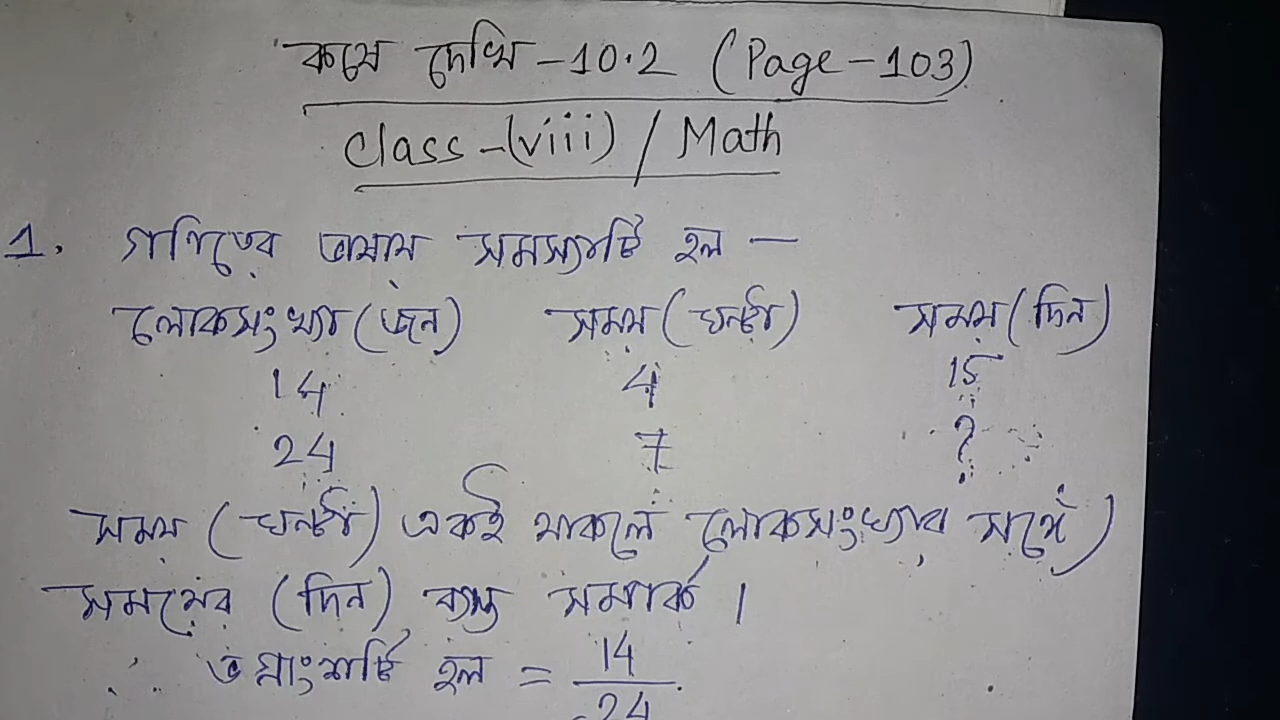 কষে দেখি - 10.2 (Page - 103)
Class - (viii) / Math
1. গণিতের ভাষায় সমস্যাটি হল —
লোকসংখ্যা (জন) সময় (ঘন্টা) সময় (দিন)
14 4 15
24 7 ?
সময় (ঘন্টা) একই থাকলে লোকসংখ্যার সঙ্গে
সময়ের (দিন) ব্যস্ত সম্পর্ক ।
∴ ভগ্নাংশটি হল = 14
24